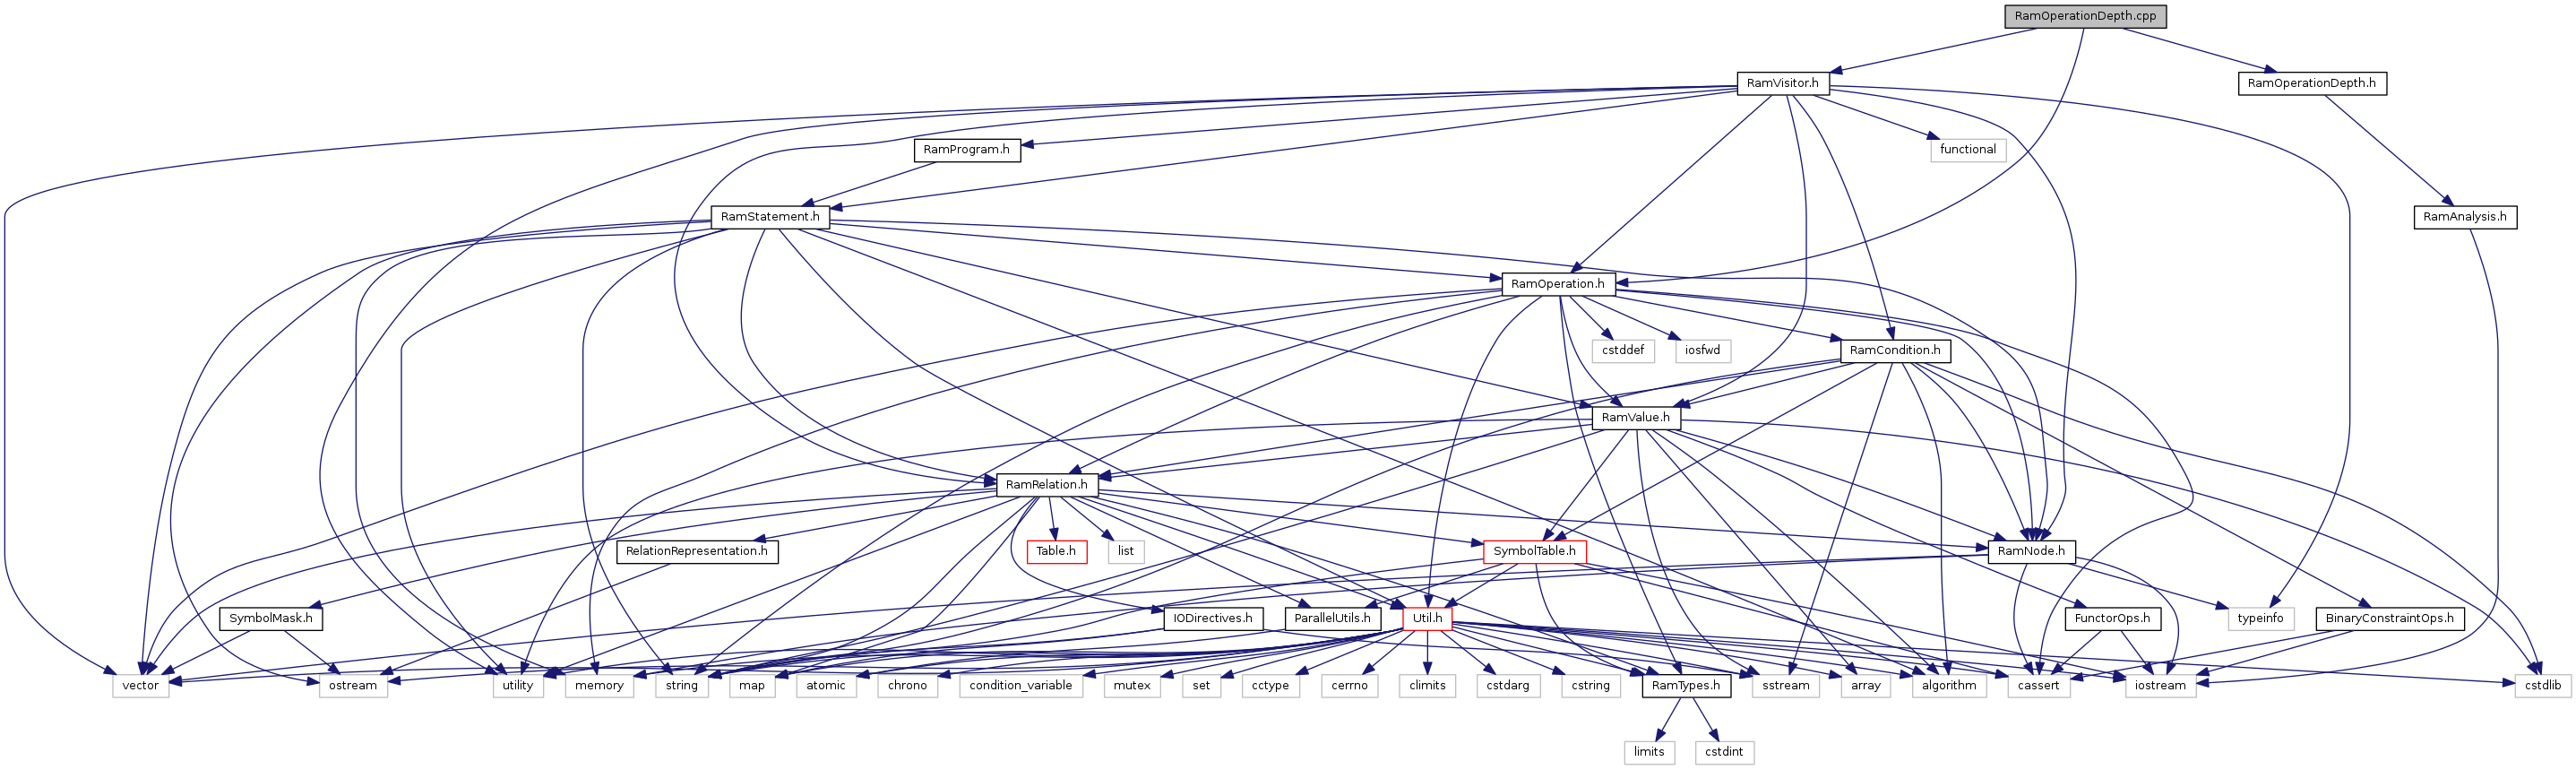 RamOperationDepth.cpp
RamVisitor.h
RamOperationDepth.h
RamProgram.h
functional
RamStatement.h
RamAnalysis.h
RamOperation.h
cstddef
iosfwd
RamCondition.h
RamValue.h
RamRelation.h
RelationRepresentation.h
Table.h
list
SymbolTable.h
RamNode.h
SymbolMask.h
IODirectives.h
ParallelUtils.h
Util.h
FunctorOps.h
typeinfo
BinaryConstraintOps.h
vector
ostream
utility
memory
string
map
atomic
chrono
condition_variable
mutex
set
cctype
cerrno
climits
cstdarg
cstring
RamTypes.h
sstream
array
algorithm
cassert
iostream
cstdlib
limits
cstdint